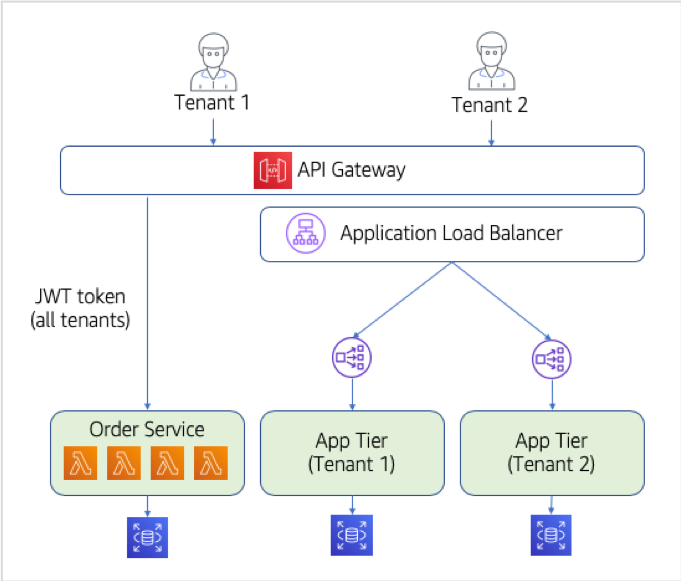 Tenant 1
Tenant 2
API Gateway
Application Load Balancer
JWT token
(all tenants)
Order Service
App Tier
(Tenant 1)
App Tier
(Tenant 2)